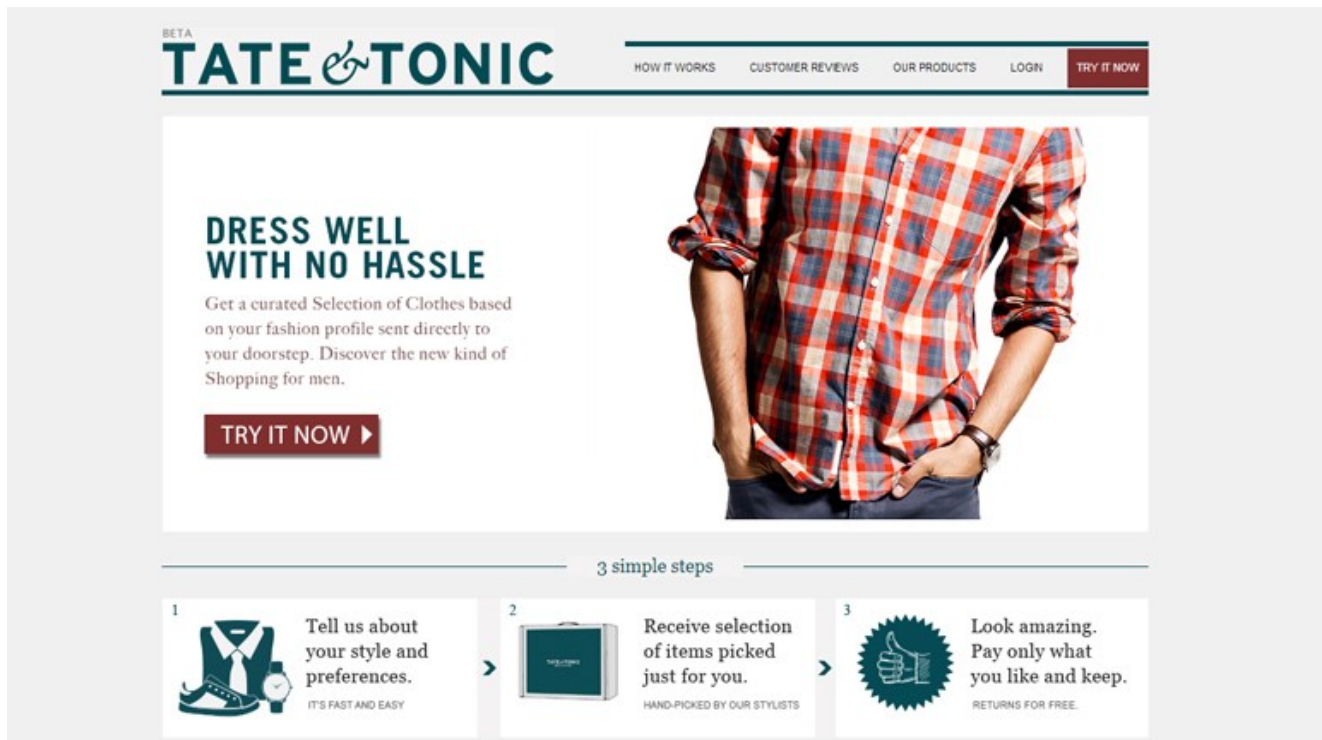 BETA
TATE & TONIC
HOW IT WORKS CUSTOMER REVIEWS OUR PRODUCTS LOGIN TRY IT NOW
DRESS WELL
WITH NO HASSLE
Get a curated Selection of Clothes based
on your fashion profile sent directly to
your doorstep. Discover the new kind of
Shopping for men.
TRY IT NOW
3 simple steps
1
Tell us about
your style and
preferences.
IT'S FAST AND EASY
2
TATE & TONIC
Receive selection
of items picked
just for you.
HAND-PICKED BY OUR STYLISTS
3
Look amazing.
Pay only what
you like and keep.
RETURNS FOR FREE.